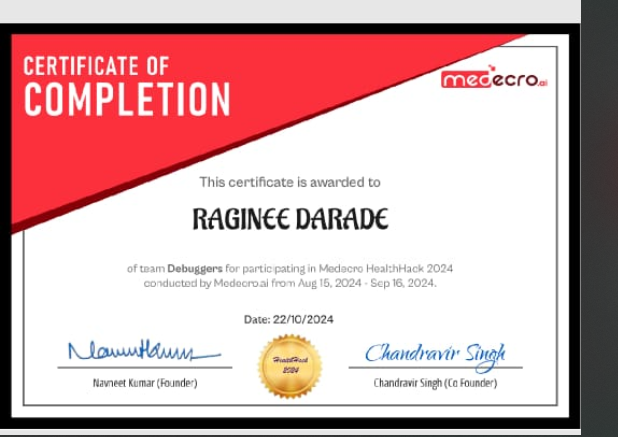 CERTIFICATE OF
COMPLETION
medecro.ai
This certificate is awarded to
RAGINEE DARADE
of team Debuggers for participating in Medecro HealthHack 2024
conducted by Medecro.ai from Aug 15, 2024 - Sep 16, 2024.
Date: 22/10/2024
HealthHack
2024
Chandravir Singh
Navneet Kumar (Founder)
Chandravir Singh (Co Founder)